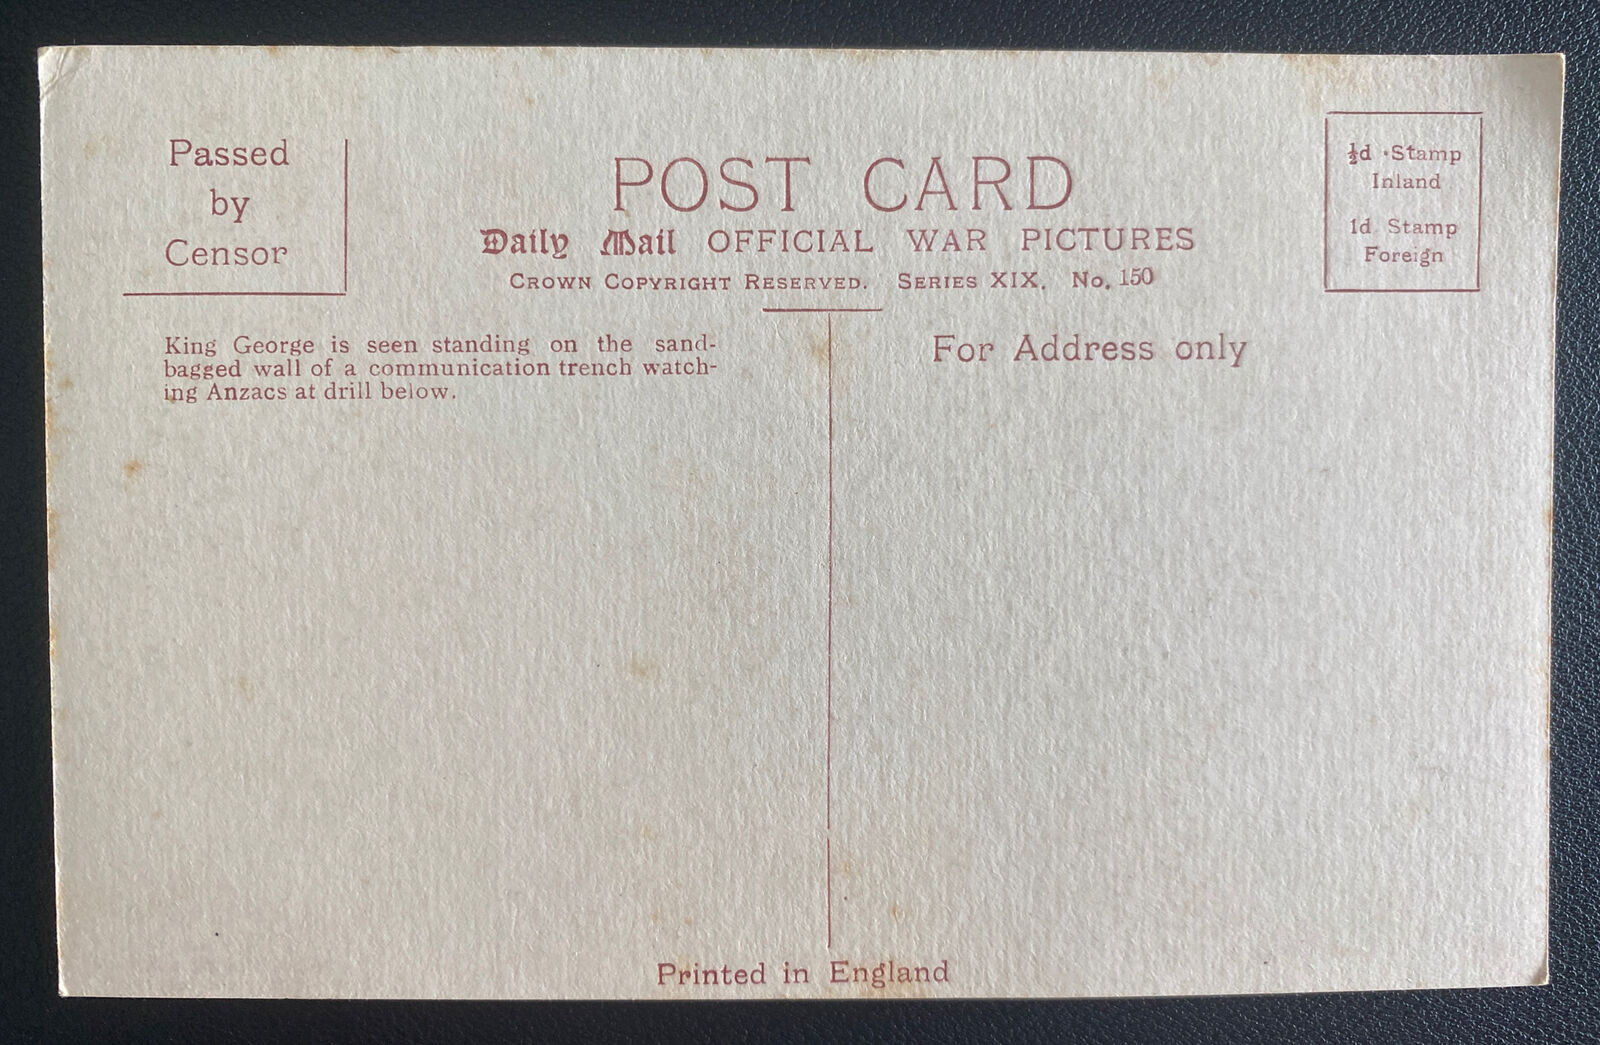 Passed
by
Censor
POST CARD
Daily Mail OFFICIAL WAR PICTURES
CROWN COPYRIGHT RESERVED. SERIES XIX. No. 150
½d Stamp
Inland
1d. Stamp
Foreign
King George is seen standing on the sand-
bagged wall of a communication trench watch-
ing Anzacs at drill below.
For Address only
Printed in England